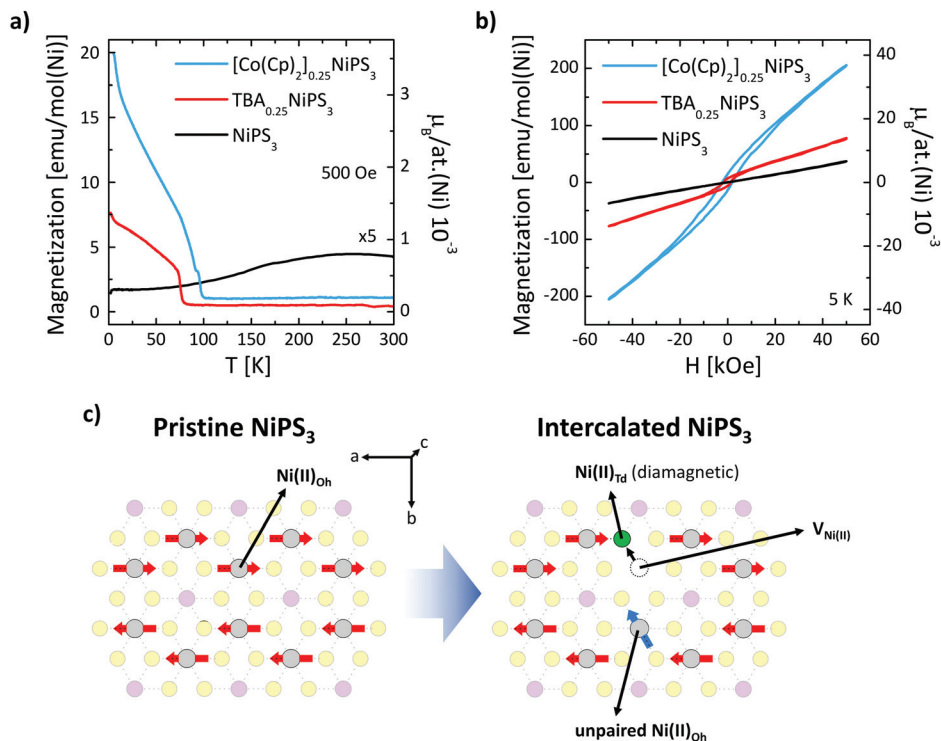 a)
Magnetization [emu/mol(Ni)]
20
15
10
5
0
[Co(Cp)₂]₀.₂₅NiPS₃
TBA₀.₂₅NiPS₃
NiPS₃
500 Oe
x5
3
2
1
0
μB/at.(Ni) 10⁻³
0 50 100 150 200 250 300
T [K]
b)
Magnetization [emu/mol(Ni)]
200
100
0
-100
-200
[Co(Cp)₂]₀.₂₅NiPS₃
TBA₀.₂₅NiPS₃
NiPS₃
5 K
40
20
0
-20
-40
μB/at.(Ni) 10⁻³
-60 -40 -20 0 20 40 60
H [kOe]
c)
Pristine NiPS₃
a
c
b
Ni(II)Oh
Intercalated NiPS₃
Ni(II)Td (diamagnetic)
VNi(II)
unpaired Ni(II)Oh